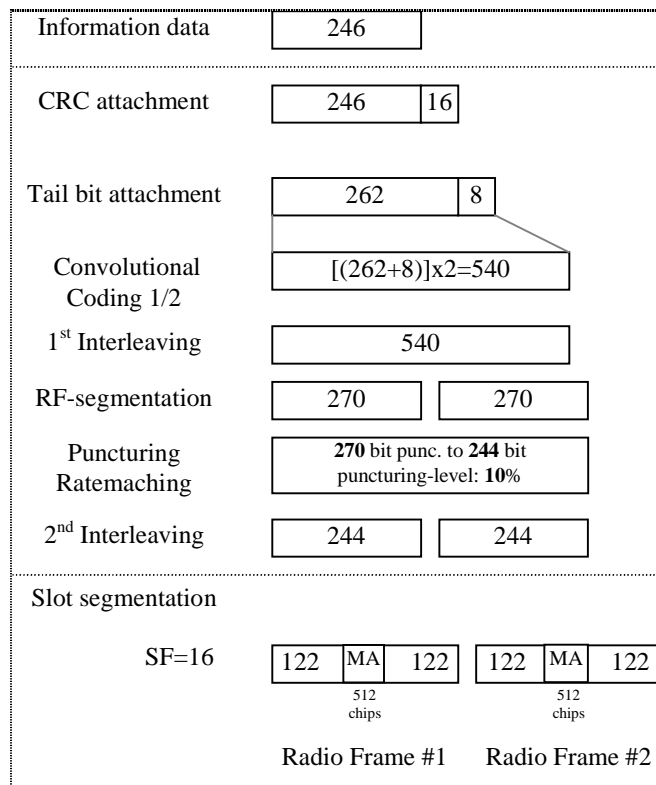 Information data 246
CRC attachment 246 16
Tail bit attachment 262 8
Convolutional [(262+8)]x2=540
Coding 1/2
1st Interleaving 540
RF-segmentation 270 270
Puncturing 270 bit punc. to 244 bit
Ratemaching puncturing-level: 10%
2nd Interleaving 244 244
Slot segmentation
SF=16 122 MA 122 122 MA 122
512 512
chips chips
Radio Frame #1 Radio Frame #2